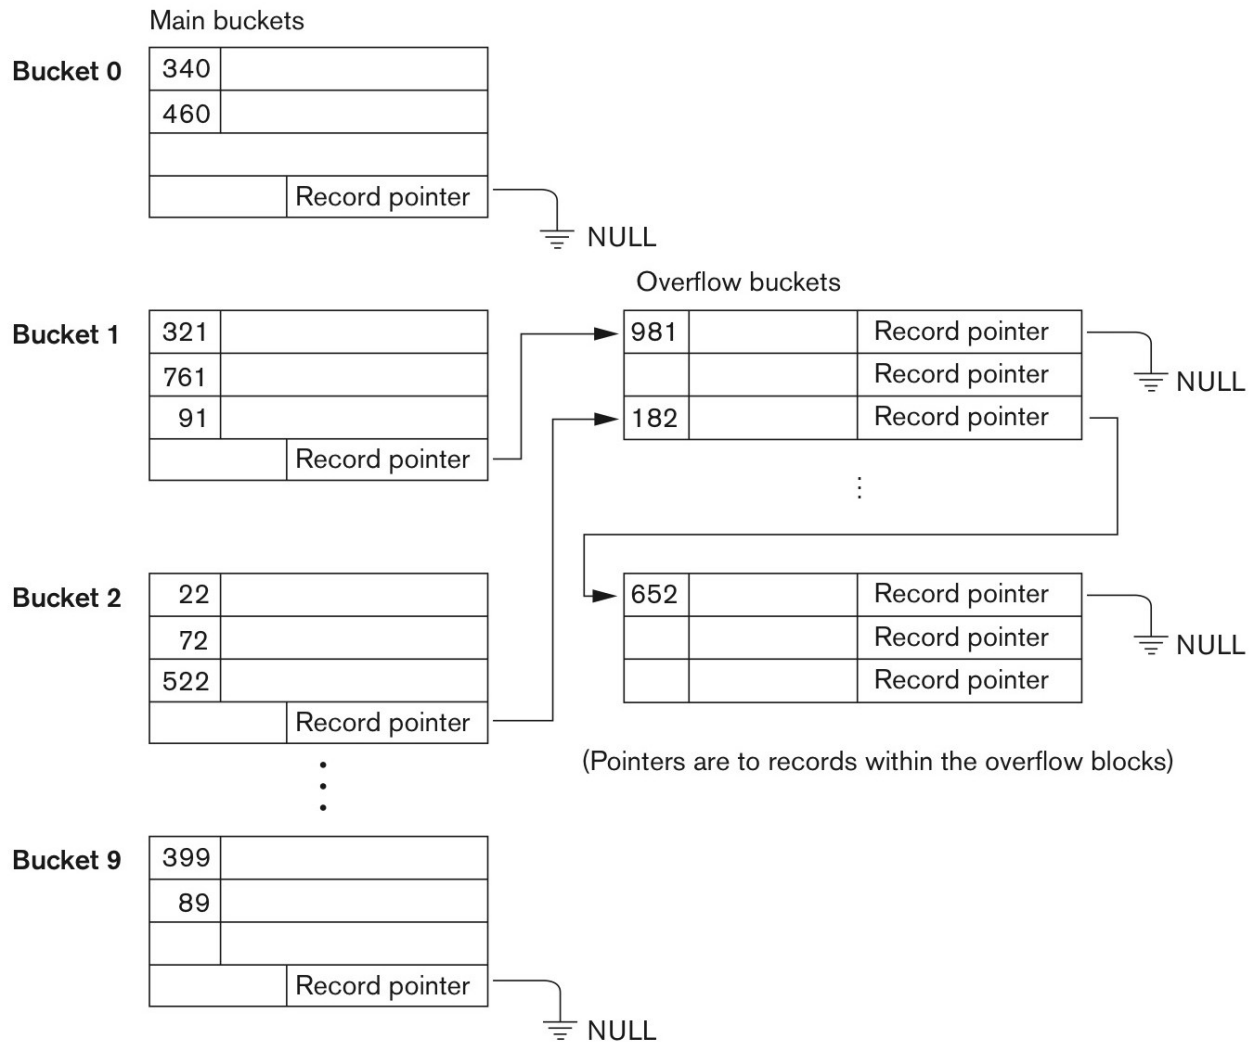 Main buckets
Bucket 0
340
460
Record pointer
NULL
Overflow buckets
Bucket 1
321
761
91
Record pointer
981 Record pointer
Record pointer
182 Record pointer
NULL
Bucket 2
22
72
522
Record pointer
652 Record pointer
Record pointer
Record pointer
NULL
(Pointers are to records within the overflow blocks)
Bucket 9
399
89
Record pointer
NULL